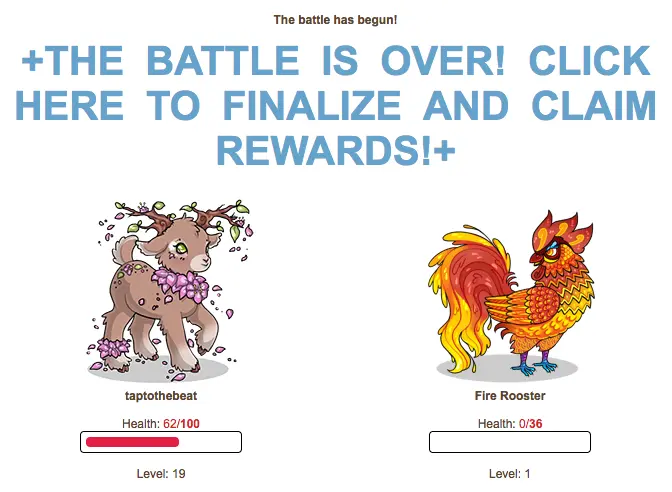 The battle has begun!
+THE BATTLE IS OVER! CLICK
HERE TO FINALIZE AND CLAIM
REWARDS!+
taptothebeat
Fire Rooster
Health: 62/100
Health: 0/36
Level: 19
Level: 1